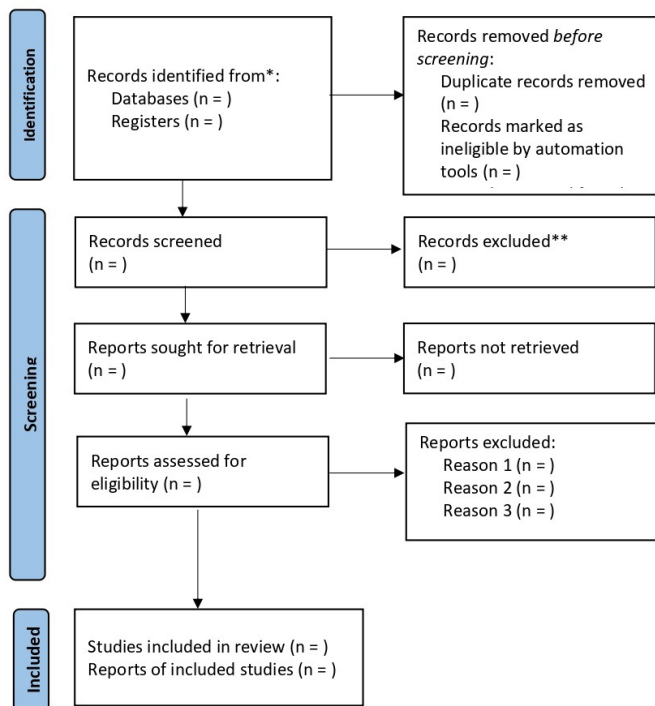 Identification
Records identified from*:
Databases (n = )
Registers (n = )
Records removed before
screening:
Duplicate records removed
(n = )
Records marked as
ineligible by automation
tools (n = )
Screening
Records screened
(n = )
Records excluded**
(n = )
Reports sought for retrieval
(n = )
Reports not retrieved
(n = )
Reports assessed for
eligibility (n = )
Reports excluded:
Reason 1 (n = )
Reason 2 (n = )
Reason 3 (n = )
Included
Studies included in review (n = )
Reports of included studies (n = )